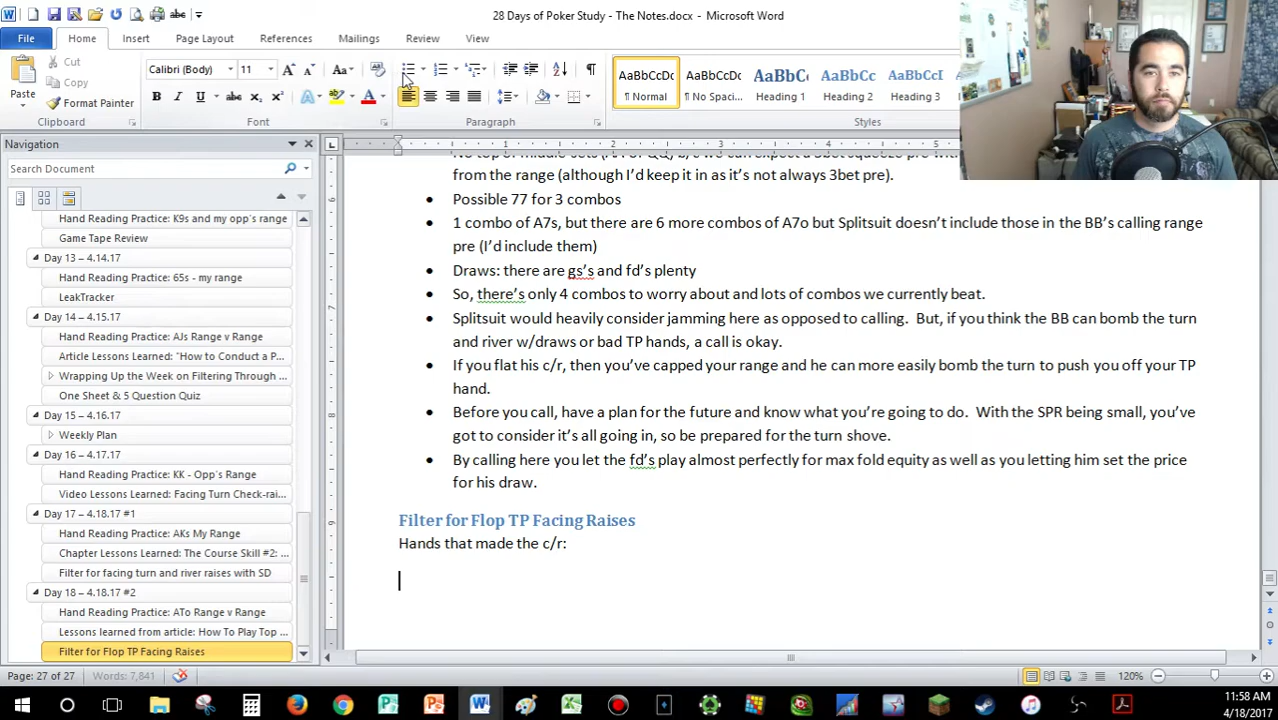 28 Days of Poker Study - The Notes.docx - Microsoft Word
File Home Insert Page Layout References Mailings Review View
Paste
Cut
Copy
Format Painter
Clipboard
Calibri (Body) 11
Font
Paragraph
AaBbCcDc AaBbCcDc AaBbC AaBbCc AaBbCcI
¶ Normal ¶ No Spaci... Heading 1 Heading 2 Heading 3
Styles
Navigation
Search Document
Hand Reading Practice: K9s and my opp's range
Game Tape Review
Day 13 – 4.14.17
Hand Reading Practice: 65s - my range
LeakTracker
Day 14 – 4.15.17
Hand Reading Practice: AJs Range v Range
Article Lessons Learned: "How to Conduct a P...
Wrapping Up the Week on Filtering Through ...
One Sheet & 5 Question Quiz
Day 15 – 4.16.17
Weekly Plan
Day 16 – 4.17.17
Hand Reading Practice: KK - Opp's Range
Video Lessons Learned: Facing Turn Check-rai...
Day 17 – 4.18.17 #1
Hand Reading Practice: AKs My Range
Chapter Lessons Learned: The Course Skill #2: ...
Filter for facing turn and river raises with SD
Day 18 – 4.18.17 #2
Hand Reading Practice: ATo Range v Range
Lessons learned from article: How To Play Top ...
Filter for Flop TP Facing Raises
from the range (although I'd keep it in as it's not always 3bet pre).
• Possible 77 for 3 combos
• 1 combo of A7s, but there are 6 more combos of A7o but Splitsuit doesn't include those in the BB's calling range
pre (I'd include them)
• Draws: there are gs's and fd's plenty
• So, there's only 4 combos to worry about and lots of combos we currently beat.
• Splitsuit would heavily consider jamming here as opposed to calling.  But, if you think the BB can bomb the turn
and river w/draws or bad TP hands, a call is okay.
• If you flat his c/r, then you've capped your range and he can more easily bomb the turn to push you off your TP
hand.
• Before you call, have a plan for the future and know what you're going to do.  With the SPR being small, you've
got to consider it's all going in, so be prepared for the turn shove.
• By calling here you let the fd's play almost perfectly for max fold equity as well as you letting him set the price
for his draw.
Filter for Flop TP Facing Raises
Hands that made the c/r:
Page: 27 of 27 Words: 7,841 120%
11:58 AM
4/18/2017